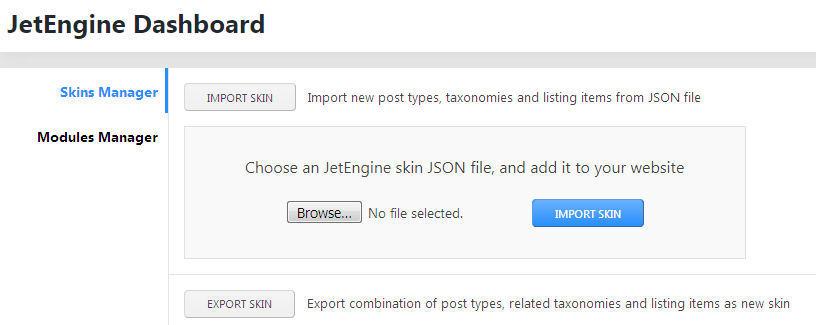 JetEngine Dashboard
Skins Manager
Modules Manager
IMPORT SKIN Import new post types, taxonomies and listing items from JSON file
Choose an JetEngine skin JSON file, and add it to your website
Browse... No file selected. IMPORT SKIN
EXPORT SKIN Export combination of post types, related taxonomies and listing items as new skin